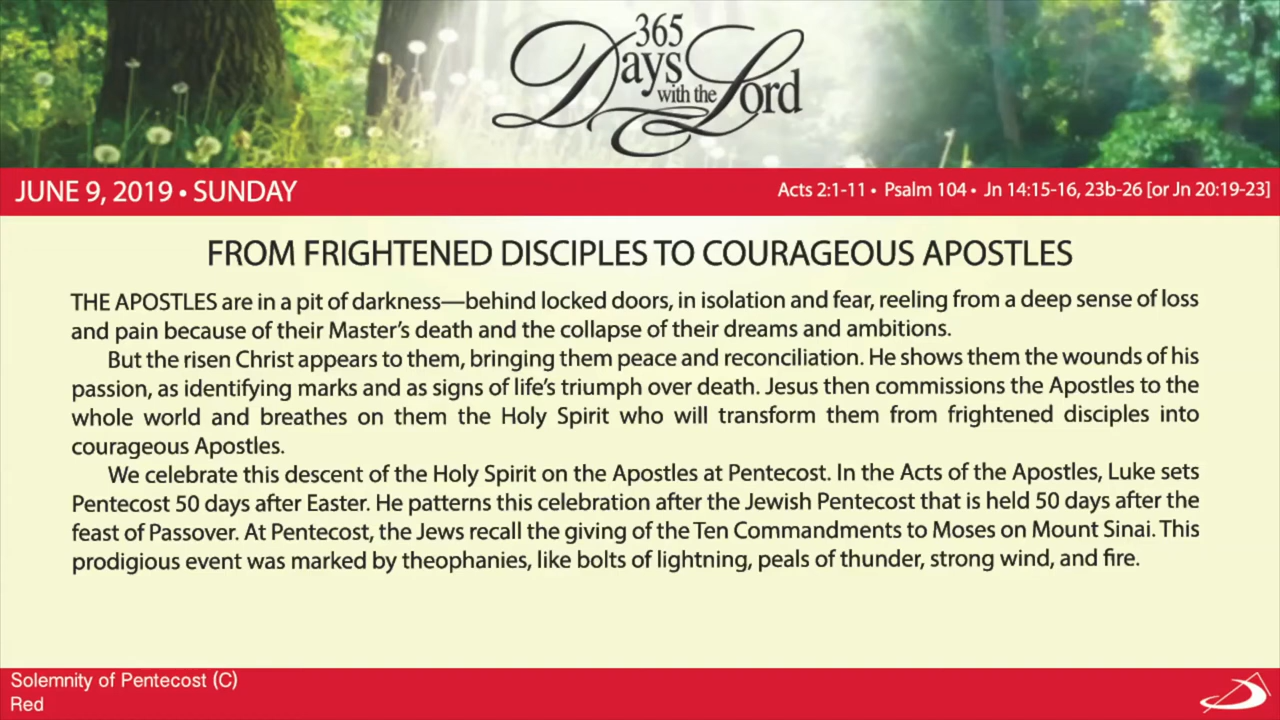 365
Days
with the
Lord
JUNE 9, 2019 • SUNDAY
Acts 2:1-11 • Psalm 104 • Jn 14:15-16, 23b-26 [or Jn 20:19-23]
FROM FRIGHTENED DISCIPLES TO COURAGEOUS APOSTLES
THE APOSTLES are in a pit of darkness—behind locked doors, in isolation and fear, reeling from a deep sense of loss
and pain because of their Master’s death and the collapse of their dreams and ambitions.
But the risen Christ appears to them, bringing them peace and reconciliation. He shows them the wounds of his
passion, as identifying marks and as signs of life’s triumph over death. Jesus then commissions the Apostles to the
whole world and breathes on them the Holy Spirit who will transform them from frightened disciples into
courageous Apostles.
We celebrate this descent of the Holy Spirit on the Apostles at Pentecost. In the Acts of the Apostles, Luke sets
Pentecost 50 days after Easter. He patterns this celebration after the Jewish Pentecost that is held 50 days after the
feast of Passover. At Pentecost, the Jews recall the giving of the Ten Commandments to Moses on Mount Sinai. This
prodigious event was marked by theophanies, like bolts of lightning, peals of thunder, strong wind, and fire.
Solemnity of Pentecost (C)
Red